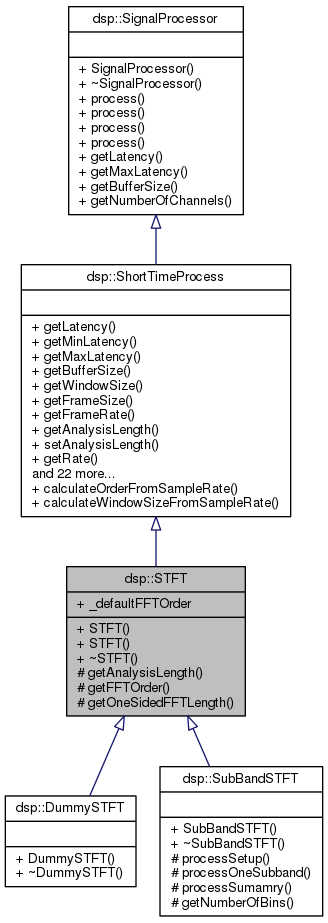 dsp::SignalProcessor
+ SignalProcessor()
+ ~SignalProcessor()
+ process()
+ process()
+ process()
+ process()
+ getLatency()
+ getMaxLatency()
+ getBufferSize()
+ getNumberOfChannels()
dsp::ShortTimeProcess
+ getLatency()
+ getMinLatency()
+ getMaxLatency()
+ getBufferSize()
+ getWindowSize()
+ getFrameSize()
+ getFrameRate()
+ getAnalysisLength()
+ setAnalysisLength()
+ getRate()
and 22 more...
+ calculateOrderFromSampleRate()
+ calculateWindowSizeFromSampleRate()
dsp::STFT
+ _defaultFFTOrder
+ STFT()
+ STFT()
+ ~STFT()
# getAnalysisLength()
# getFFTOrder()
# getOneSidedFFTLength()
dsp::DummySTFT
+ DummySTFT()
+ ~DummySTFT()
dsp::SubBandSTFT
+ SubBandSTFT()
+ ~SubBandSTFT()
# processSetup()
# processOneSubband()
# processSumamry()
# getNumberOfBins()